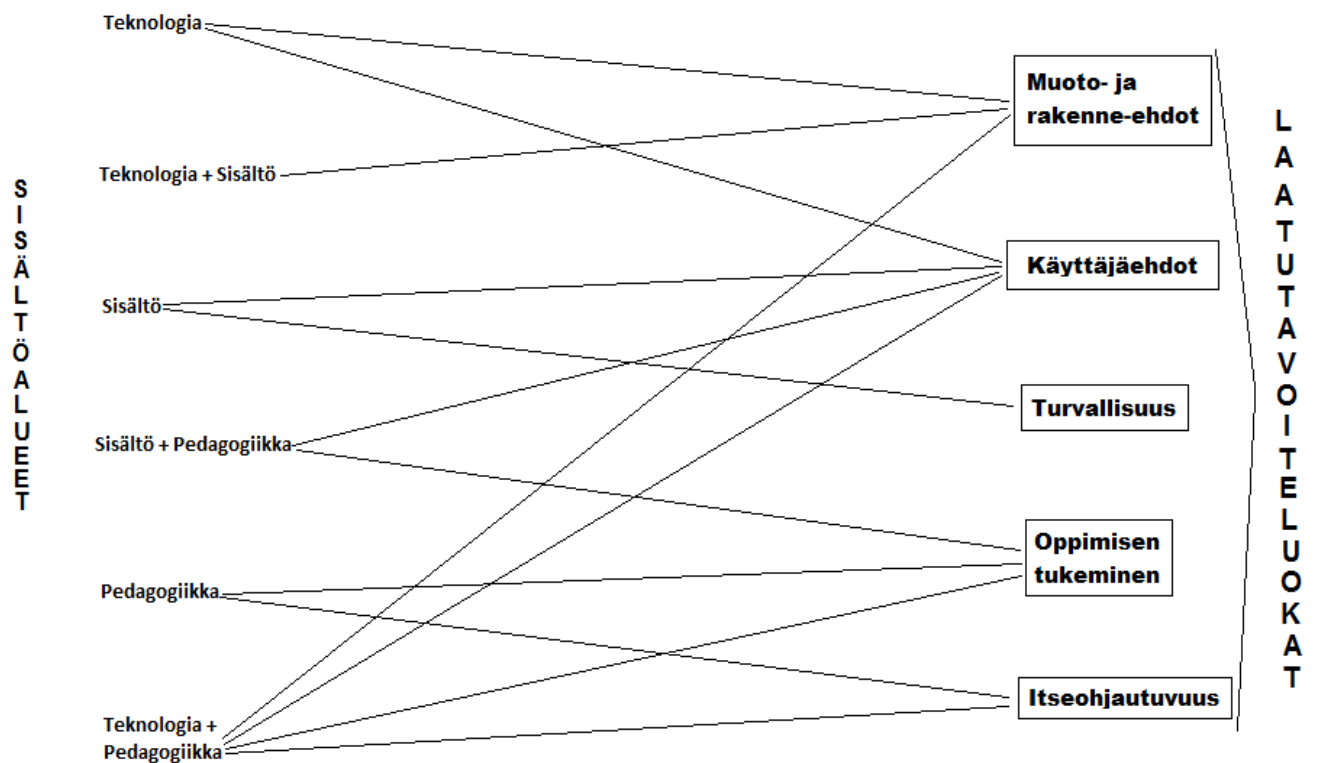 SISÄLTÖALUEET
Teknologia
Teknologia + Sisältö
Sisältö
Sisältö + Pedagogiikka
Pedagogiikka
Teknologia +
Pedagogiikka
Muoto- ja
rakenne-ehdot
Käyttäjäehdot
Turvallisuus
Oppimisen
tukeminen
Itseohjautuvuus
LAATUTAVOITELUOKAT